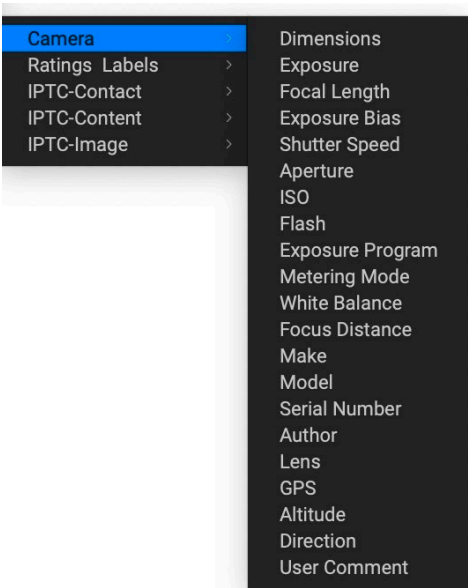 Camera
Ratings  Labels
IPTC-Contact
IPTC-Content
IPTC-Image
Dimensions
Exposure
Focal Length
Exposure Bias
Shutter Speed
Aperture
ISO
Flash
Exposure Program
Metering Mode
White Balance
Focus Distance
Make
Model
Serial Number
Author
Lens
GPS
Altitude
Direction
User Comment